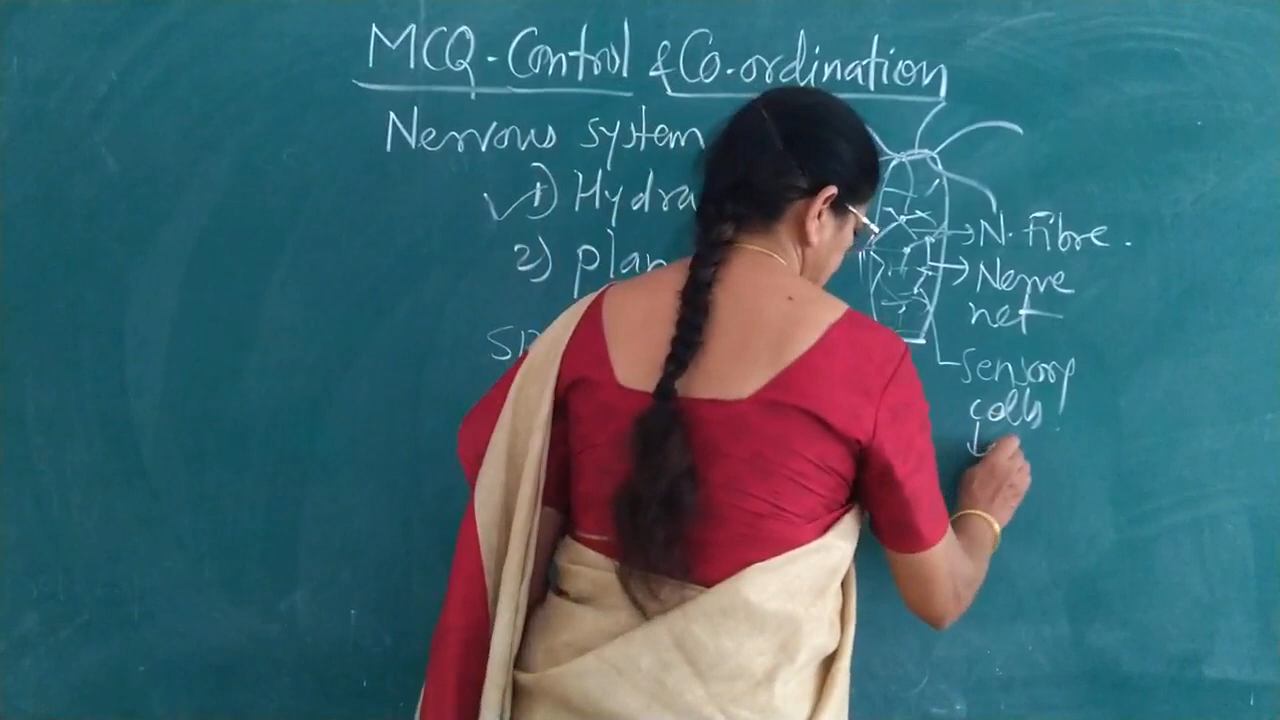 MCQ-Control & Co-ordination
Nervous system
1) Hydra
2) plan
N. Fibre.
Nerve
net
sensory
cells